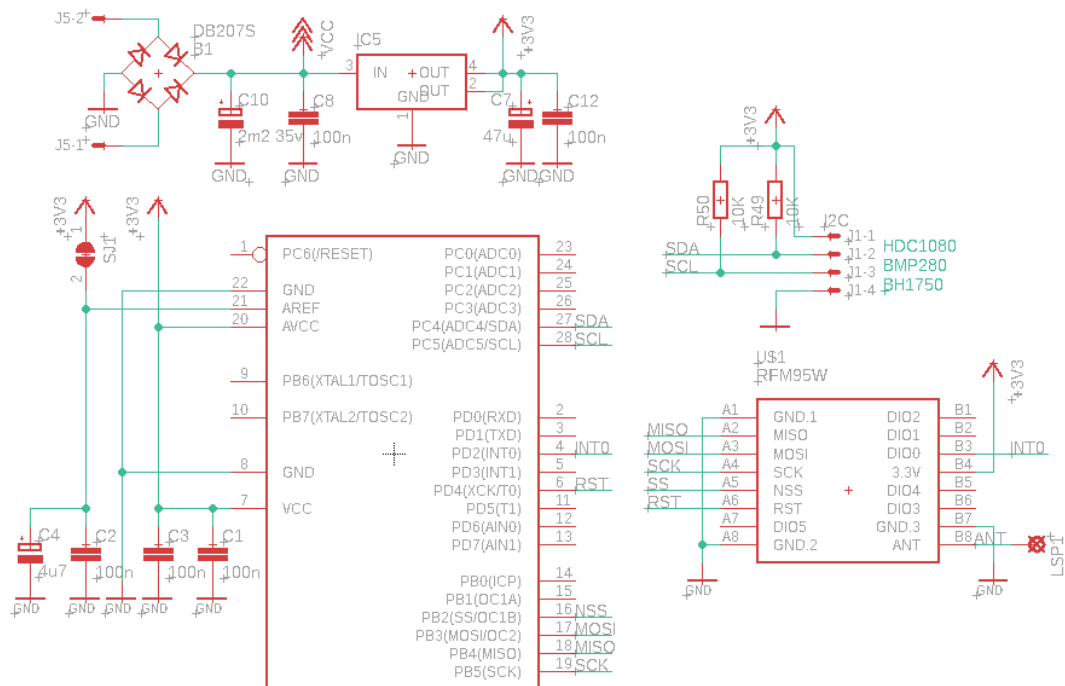 J5-2
DB207S
B1
VCC
IC5
+3V3
3 IN OUT 4
OUT 2
GND
1
GND
C10
2m2 35v
C8
100n
C7
47u
C12
100n
J5-1
GND
GND
GND
GND
GND
+3V3
+3V3
1
SJ1
2
+3V3
R50
10K
R49
10K
I2C
J1-1
SDA J1-2
SCL J1-3
J1-4
HDC1080
BMP280
BH1750
1 PC6(/RESET) PC0(ADC0) 23
PC1(ADC1) 24
22 GND PC2(ADC2) 25
21 AREF PC3(ADC3) 26
20 AVCC PC4(ADC4/SDA) 27 SDA
PC5(ADC5/SCL) 28 SCL
9 PB6(XTAL1/TOSC1)
10 PB7(XTAL2/TOSC2) PD0(RXD) 2
PD1(TXD) 3
PD2(INT0) 4 INT0
8 GND PD3(INT1) 5
PD4(XCK/T0) 6 RST
7 VCC PD5(T1) 11
PD6(AIN0) 12
PD7(AIN1) 13
PB0(ICP) 14
PB1(OC1A) 15
PB2(SS/OC1B) 16 NSS
PB3(MOSI/OC2) 17 MOSI
PB4(MISO) 18 MISO
PB5(SCK) 19 SCK
C4
4u7
C2
100n
C3
100n
C1
100n
GND
GND
GND
GND
GND
U$1
RFM95W
+3V3
A1 GND.1 DIO2 B1
MISO A2 MISO DIO1 B2
MOSI A3 MOSI DIO0 B3 INT0
SCK A4 SCK 3.3V B4
SS A5 NSS DIO4 B5
RST A6 RST DIO3 B6
A7 DIO5 GND.3 B7
A8 GND.2 ANT B8 ANT
LSP1
GND
GND